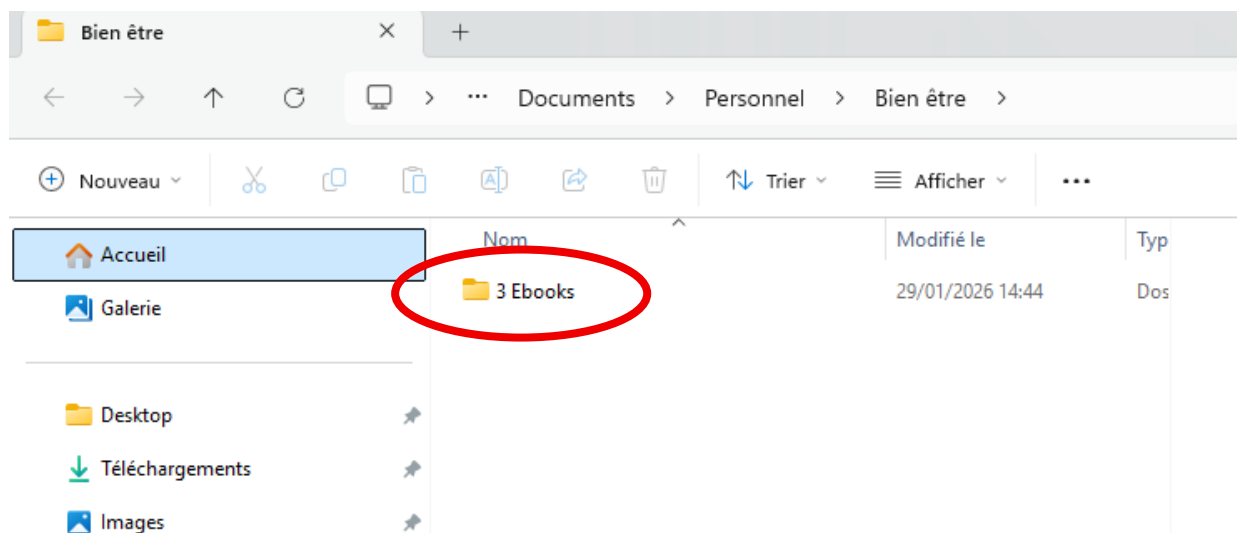 Bien être
Documents > Personnel > Bien être >
Nouveau Trier Afficher
Nom Modifié le Typ
Accueil
3 Ebooks 29/01/2026 14:44 Dos
Galerie
Desktop
Téléchargements
Images